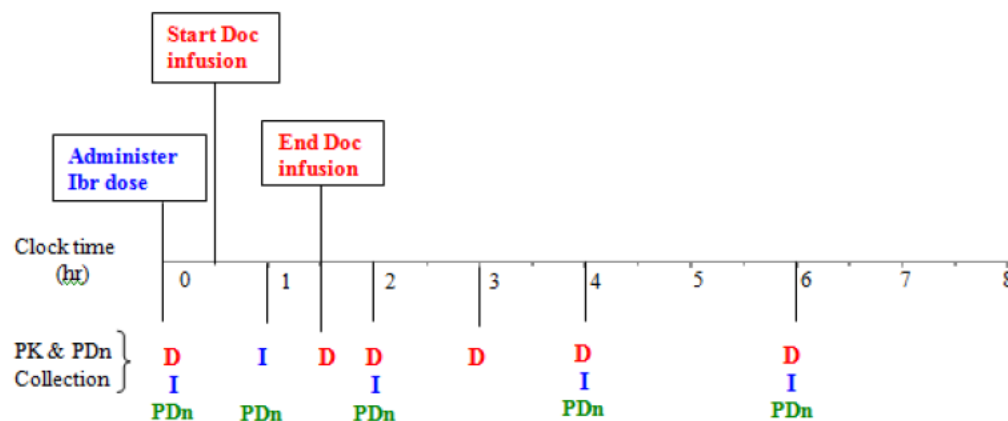 Start Doc
infusion
End Doc
infusion
Administer
Ibr dose
Clock time
(hr)
0 1 2 3 4 5 6 7 8
PK & PDn
Collection
D I D D D D D
I I I I
PDn PDn PDn PDn PDn